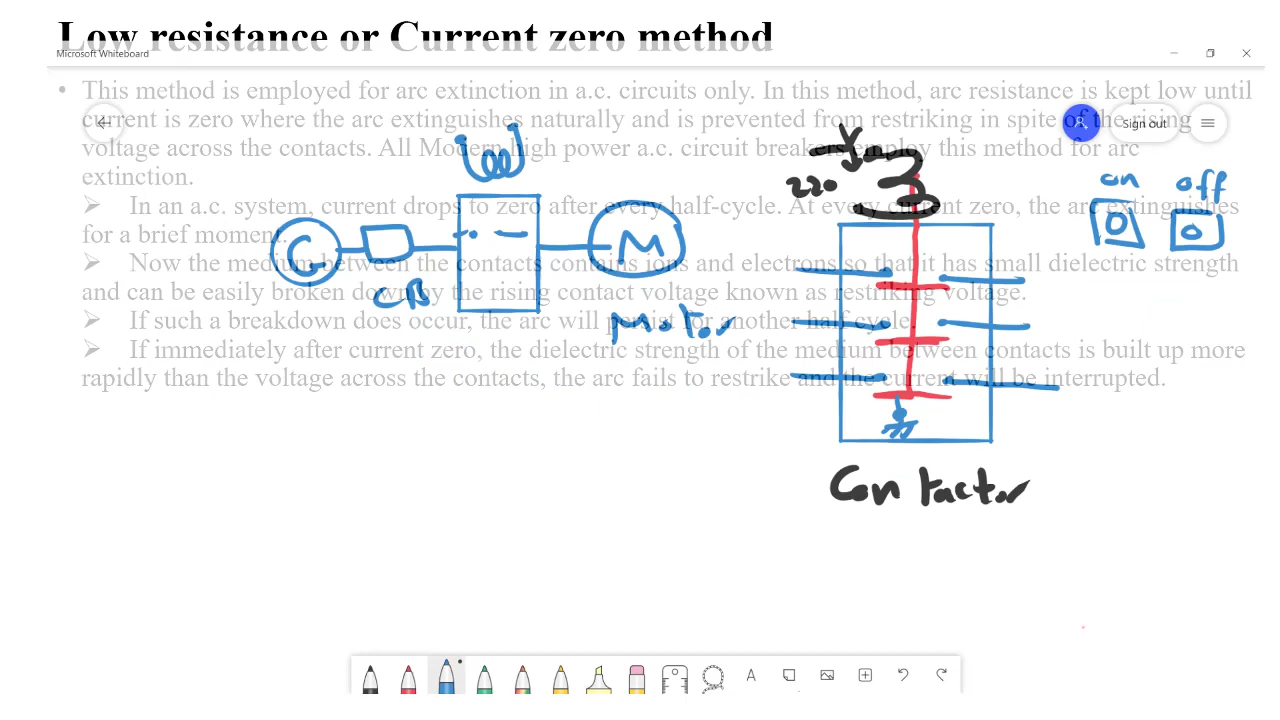 Low resistance or Current zero method
Microsoft Whiteboard
• This method is employed for arc extinction in a.c. circuits only. In this method, arc resistance is kept low until
current is zero where the arc extinguishes naturally and is prevented from restriking in spite of the rising
Sign out
voltage across the contacts. All Modern high power a.c. circuit breakers employ this method for arc
extinction.
220
on off
➢ In an a.c. system, current drops to zero after every half-cycle. At every current zero, the arc extinguishes
for a brief moment.
G
M
➢ Now the medium between the contacts contains ions and electrons so that it has small dielectric strength
and can be easily broken down by the rising contact voltage known as restriking voltage.
CB
➢ If such a breakdown does occur, the arc will persist for another half cycle.
Motor
➢ If immediately after current zero, the dielectric strength of the medium between contacts is built up more
rapidly than the voltage across the contacts, the arc fails to restrike and the current will be interrupted.
Contactor
A